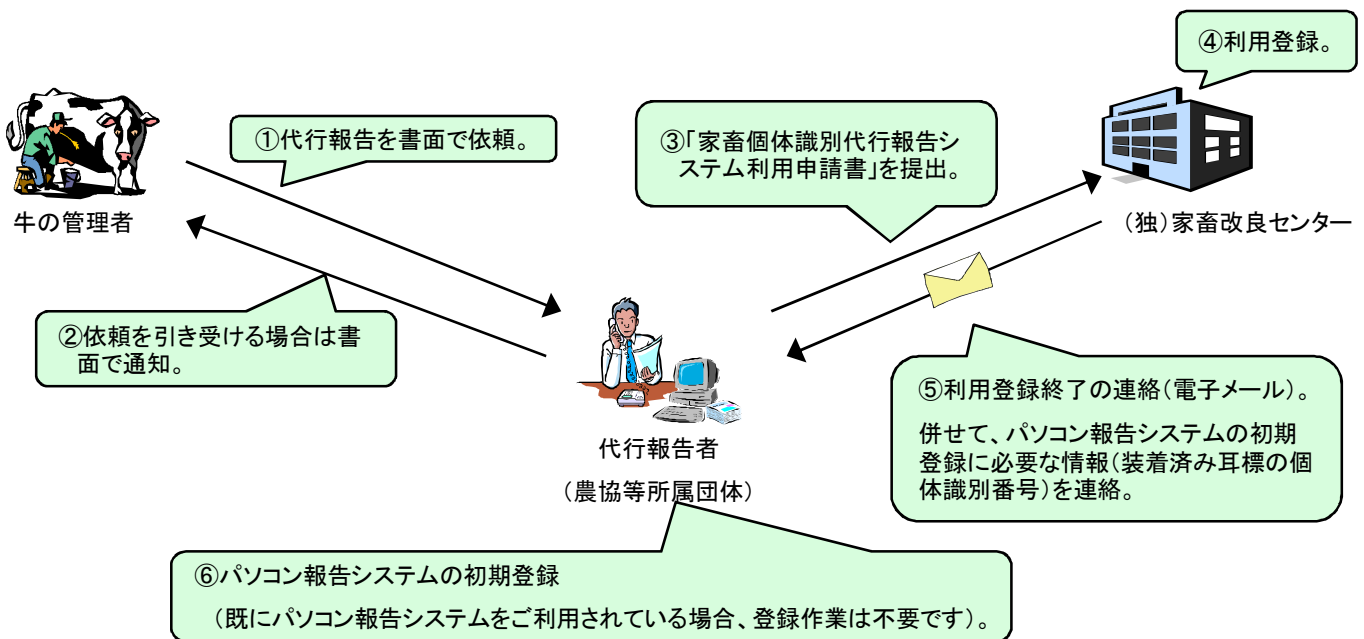 ④利用登録。
①代行報告を書面で依頼。
③「家畜個体識別代行報告シ
ステム利用申請書」を提出。
牛の管理者
（独）家畜改良センター
②依頼を引き受ける場合は書
面で通知。
⑤利用登録終了の連絡（電子メール）。
併せて、パソコン報告システムの初期
登録に必要な情報（装着済み耳標の個
体識別番号）を連絡。
代行報告者
（農協等所属団体）
⑥パソコン報告システムの初期登録
（既にパソコン報告システムをご利用されている場合、登録作業は不要です）。